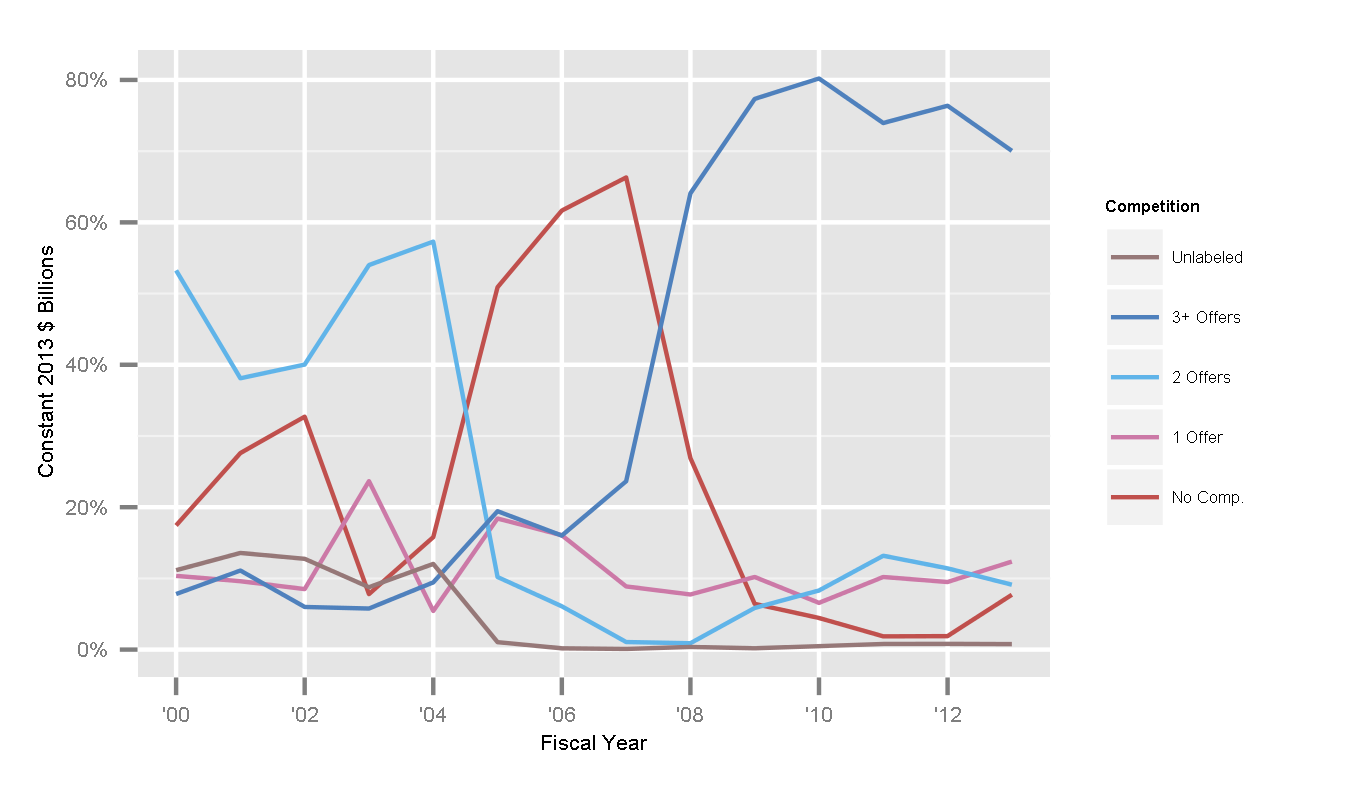 80%
60%
40%
20%
0%
Constant 2013 $ Billions
'00
'02
'04
'06
'08
'10
'12
Fiscal Year
Competition
Unlabeled
3+ Offers
2 Offers
1 Offer
No Comp.